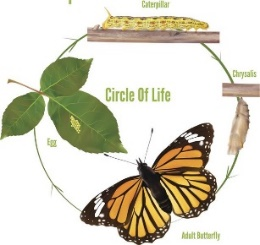 Caterpillar
Chrysalis
Circle Of Life
Egg
Adult Butterfly